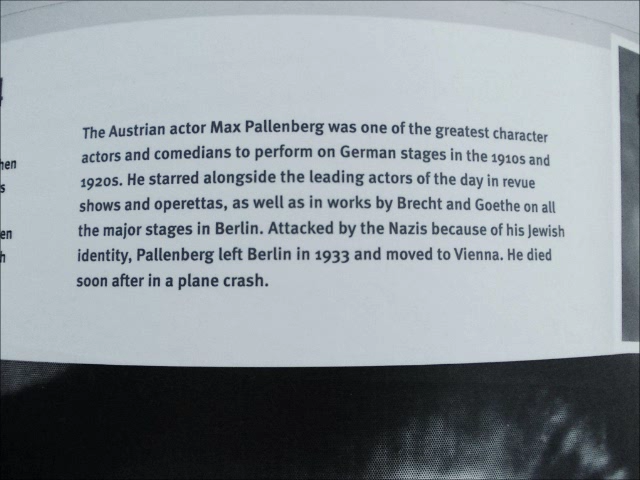 The Austrian actor Max Pallenberg was one of the greatest character
actors and comedians to perform on German stages in the 1910s and
1920s. He starred alongside the leading actors of the day in revue
shows and operettas, as well as in works by Brecht and Goethe on all
the major stages in Berlin. Attacked by the Nazis because of his Jewish
identity, Pallenberg left Berlin in 1933 and moved to Vienna. He died
soon after in a plane crash.